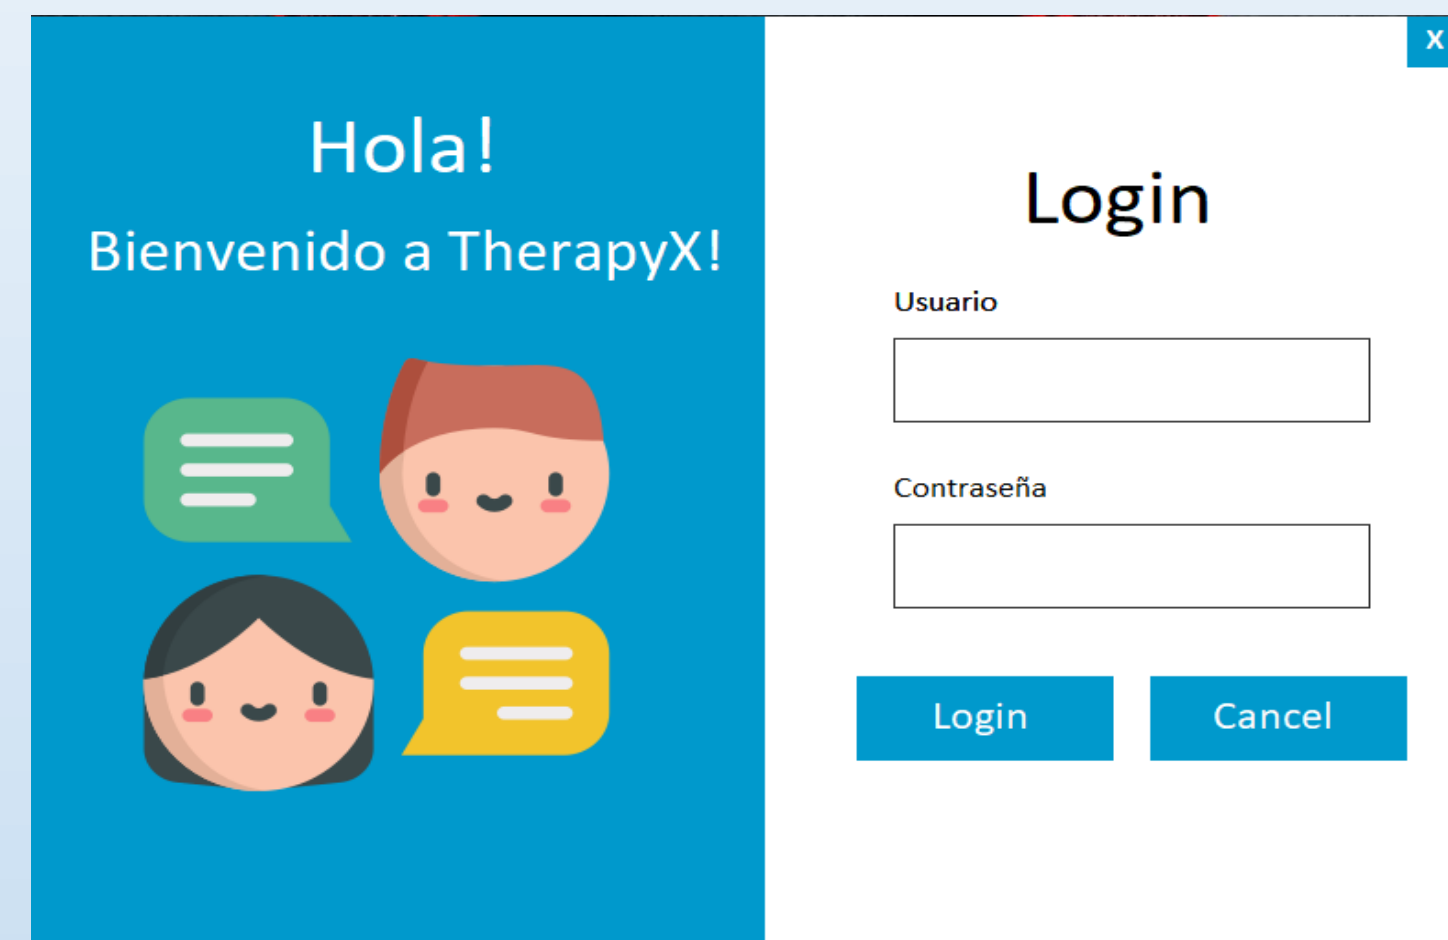 Hola!
Bienvenido a TherapyX!
X
Login
Usuario
Contraseña
Login
Cancel